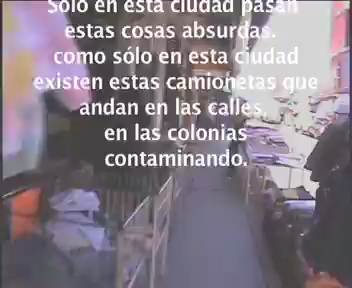 Sólo en esta ciudad pasan
estas cosas absurdas.
como sólo en esta ciudad
existen estas camionetas que
andan en las calles,
en las colonias
contaminando.